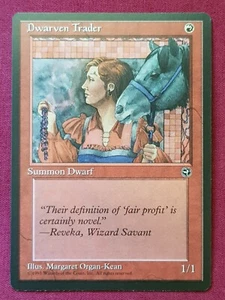 Dwarven Trader
Summon Dwarf
"Their definition of 'fair profit' is
certainly novel."
—Reveka, Wizard Savant
Illus. Margaret Organ-Kean
1/1